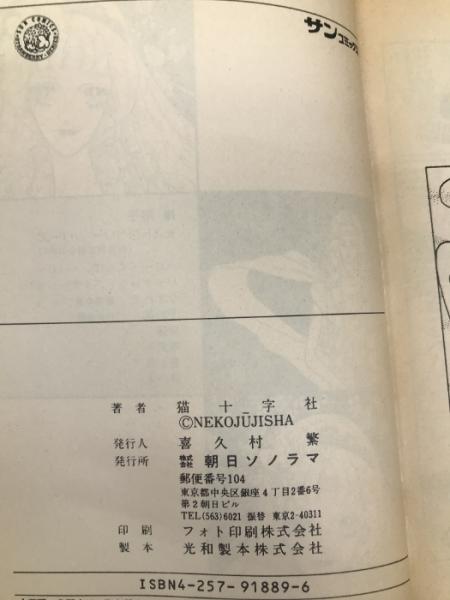 SUN COMICS
サンコミックス
著者 猫十字社
©NEKOJŪJISHA
発行人 喜久村 繁
発行所 株式会社 朝日ソノラマ
郵便番号104
東京都中央区銀座4丁目2番6号
第2朝日ビル
TEL(563)6021 振替 東京2-40311
印刷 フォト印刷株式会社
製本 光和製本株式会社
ISBN4-257-91889-6